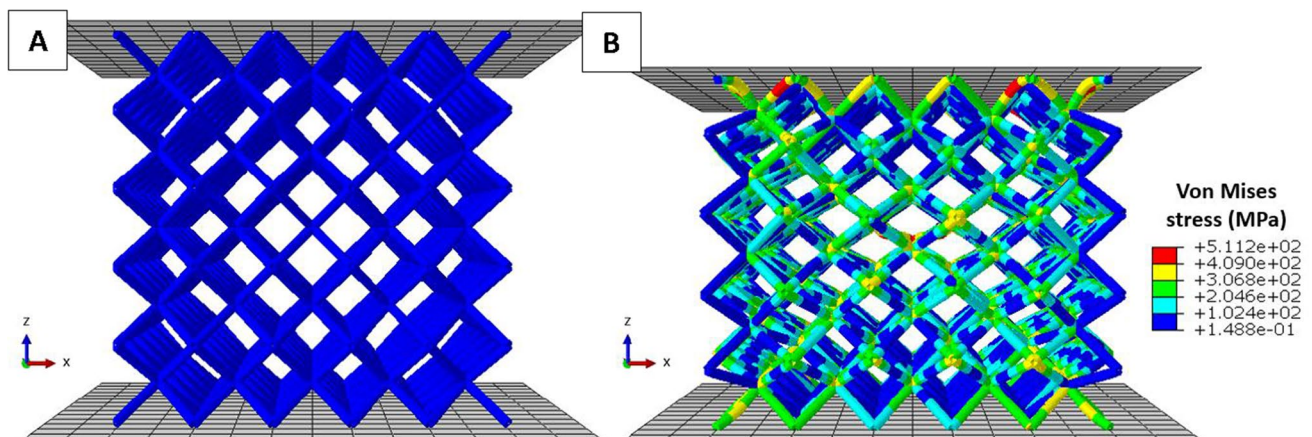 A
B
z
x
z
x
Von Mises
stress (MPa)
+5.112e+02
+4.090e+02
+3.068e+02
+2.046e+02
+1.024e+02
+1.488e-01